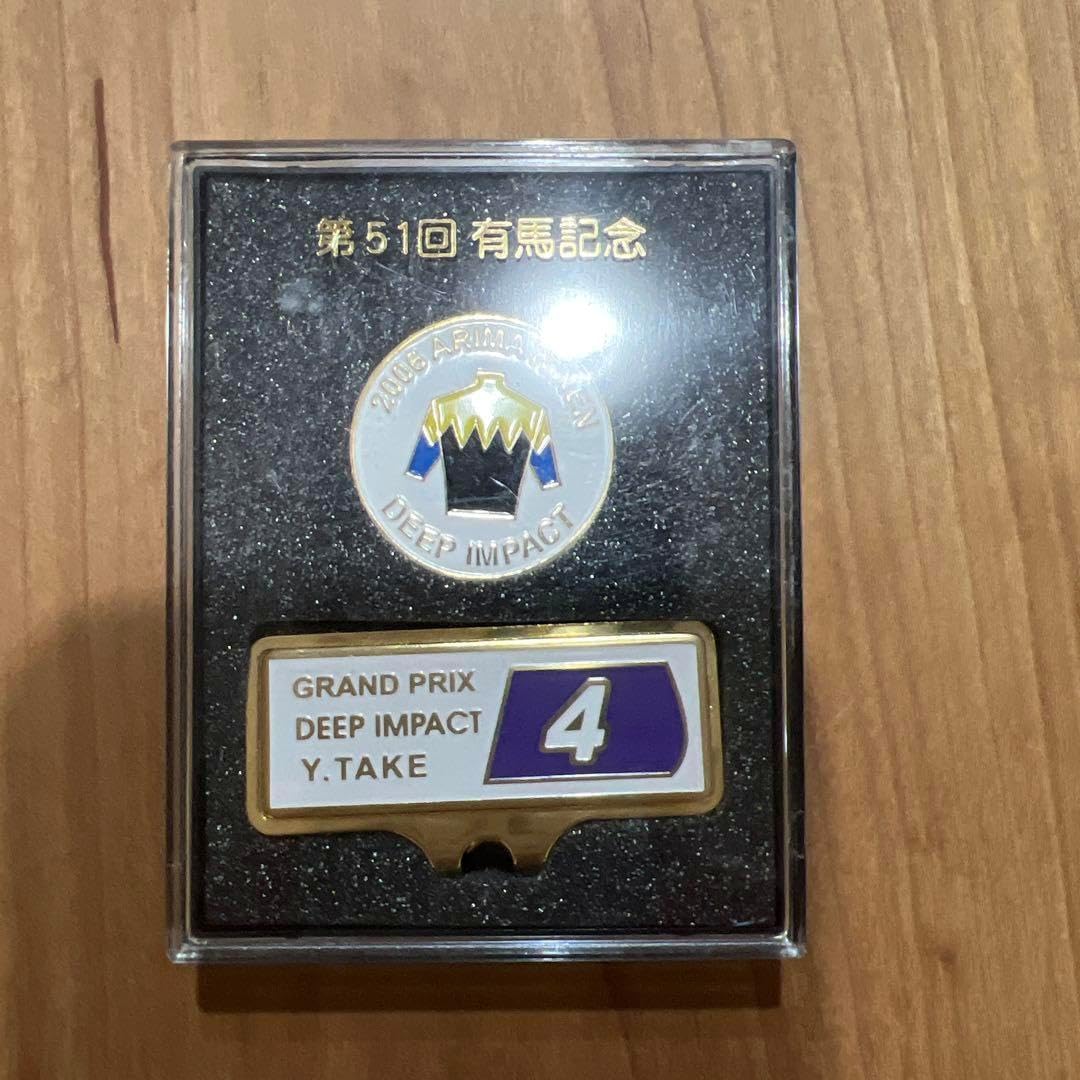 第51回 有馬記念
2006 ARIMA
DEEP IMPACT
GRAND PRIX
DEEP IMPACT
Y.TAKE
4